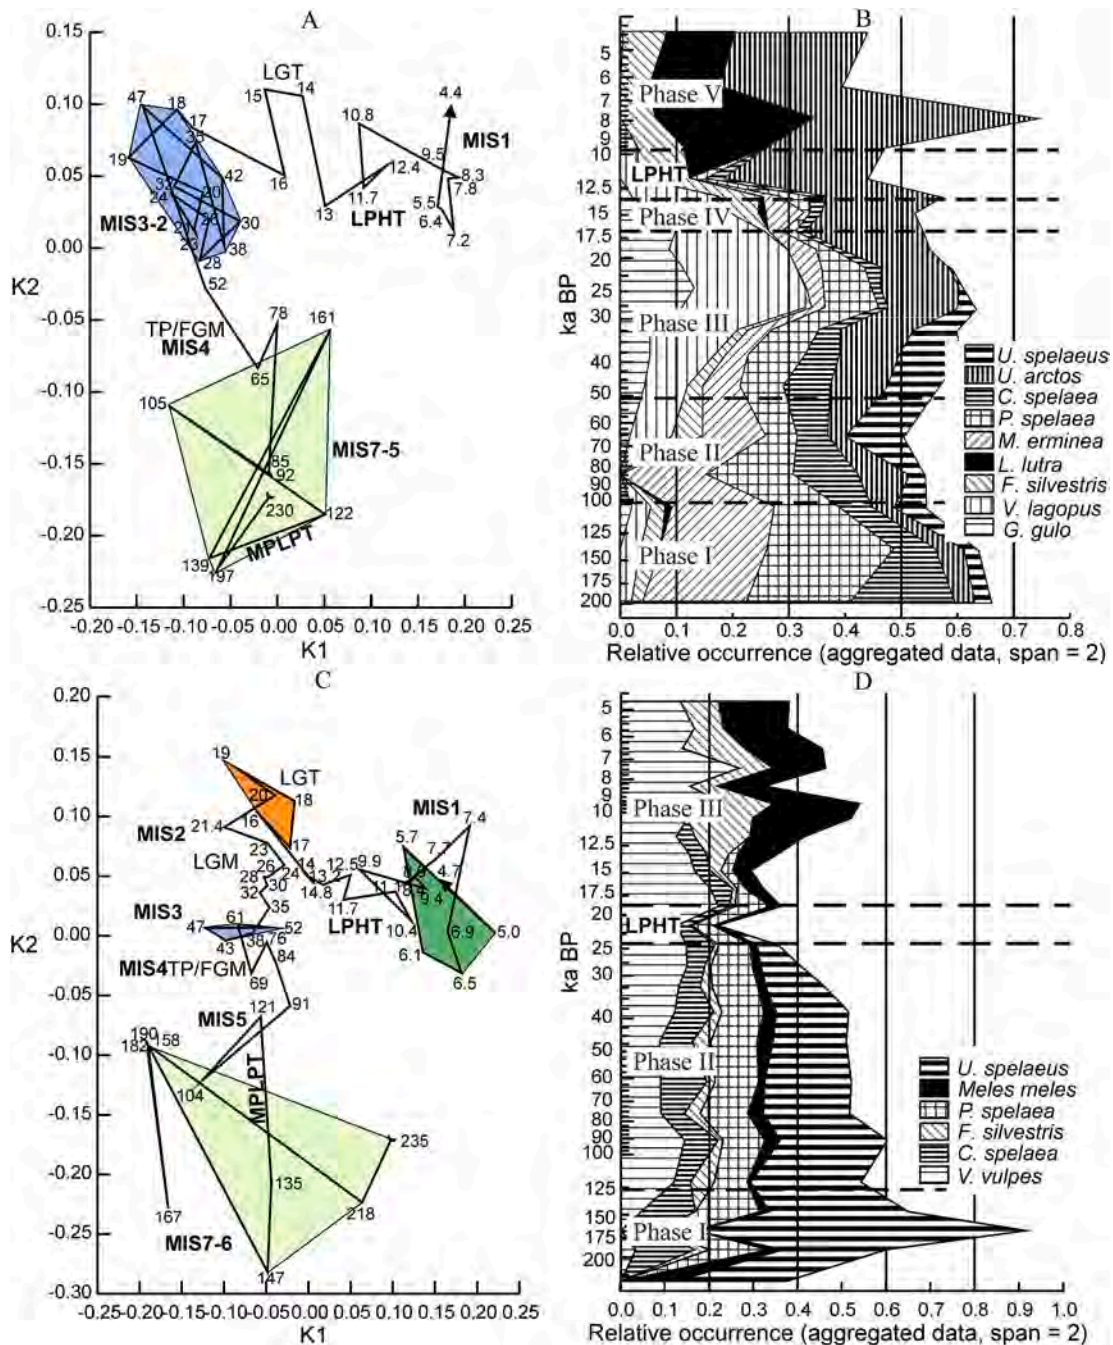 A
0.15
0.10
0.05
0.00
-0.05
-0.10
-0.15
-0.20
-0.25
K2
-0.20 -0.15 -0.10 -0.05 0.00 0.05 0.10 0.15 0.20 0.25
K1
47
18
17
35
19
42
32
24
20
26
30
23
38
28
52
MIS3-2
LGT
15
14
16
13
10.8
12.4
11.7
LPHT
4.4
MIS1
9.5
8.3
7.8
5.5
6.4
7.2
TP/FGM
MIS4
78
161
65
105
MIS7-5
85
92
230
122
MPLPT
139
197
B
5
6
7
8
10
12.5
15
17.5
20
25
30
40
50
60
70
80
100
125
150
175
200
ka BP
Phase V
LPHT
Phase IV
Phase III
Phase II
Phase I
U. spelaeus
U. arctos
C. spelaea
P. spelaea
M. erminea
L. lutra
F. silvestris
V. lagopus
G. gulo
0.0 0.1 0.2 0.3 0.4 0.5 0.6 0.7 0.8
Relative occurrence (aggregated data, span = 2)
C
0.20
0.15
0.10
0.05
0.00
-0.05
-0.10
-0.15
-0.20
-0.25
-0.30
K2
-0.25 -0.20 -0.15 -0.10 -0.05 0.00 0.05 0.10 0.15 0.20 0.25
K1
19
LGT
20
18
16
MIS2
21.4
17
23
LGM
26
24
14
28
30
13
14.8
12.5
9.9
32
35
11.7
LPHT
11
10.4
MIS1
7.4
5.7
7.7
4.7
9.4
6.9
5.0
6.1
6.5
MIS3
47
61
52
43
38
76
MIS4TP/FGM
84
69
91
MIS5
121
190
182
158
104
MPLPT
235
135
218
167
MIS7-6
147
D
5
6
7
8
9
10
12.5
15
17.5
20
25
30
40
50
60
70
80
90
100
125
150
175
200
ka BP
Phase III
LPHT
Phase II
Phase I
U. spelaeus
Meles meles
P. spelaea
F. silvestris
C. spelaea
V. vulpes
0.0 0.1 0.2 0.3 0.4 0.5 0.6 0.7 0.8 0.9 1.0
Relative occurrence (aggregated data, span = 2)